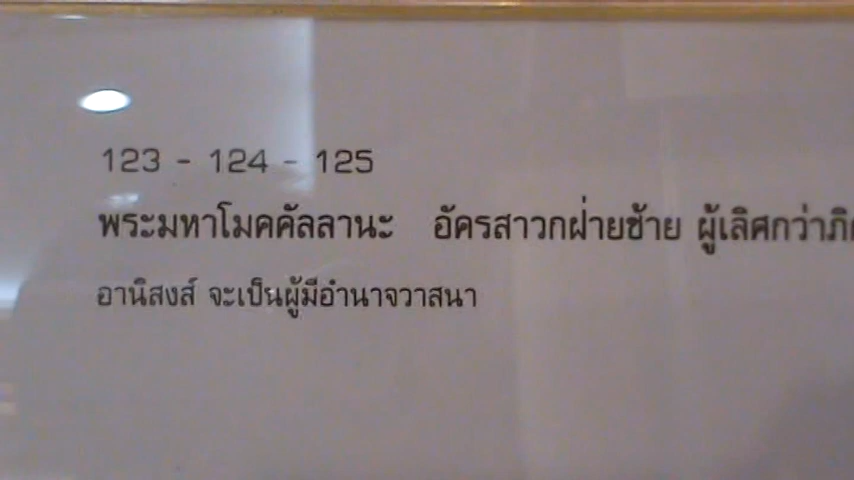 123 - 124 - 125
พระมหาโมคคัลลานะ อัครสาวกฝ่ายซ้าย ผู้เลิศกว่า
อานิสงส์ จะเป็นผู้มีอำนาจวาสนา